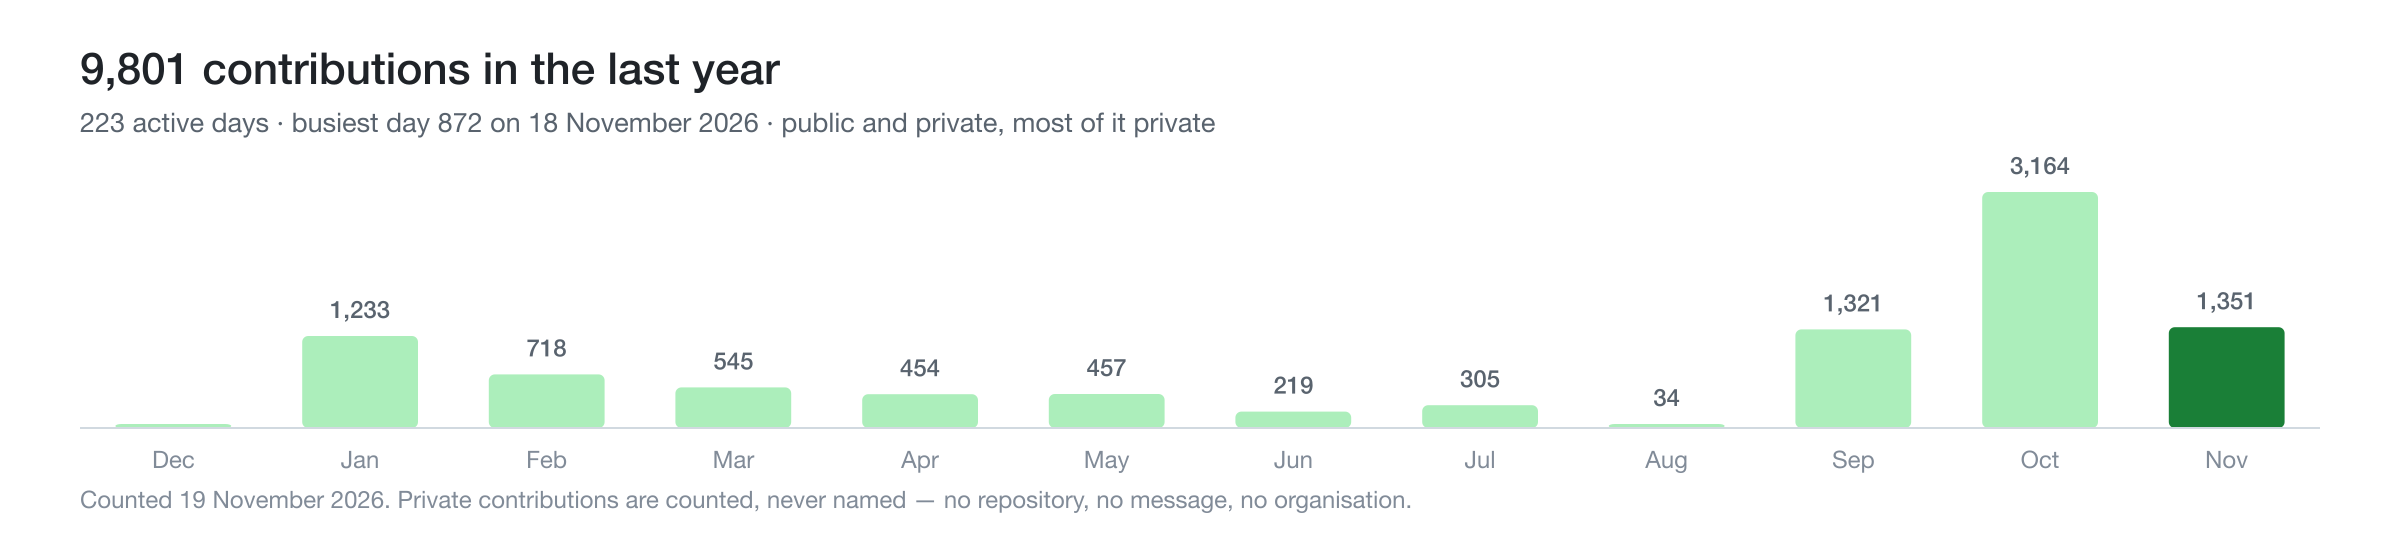 9,801 contributions in the last year
223 active days · busiest day 872 on 18 November 2026 · public and private, most of it private
3,164
1,233
718
545
454
457
219
305
34
1,321
1,351
Dec Jan Feb Mar Apr May Jun Jul Aug Sep Oct Nov
Counted 19 November 2026. Private contributions are counted, never named — no repository, no message, no organisation.